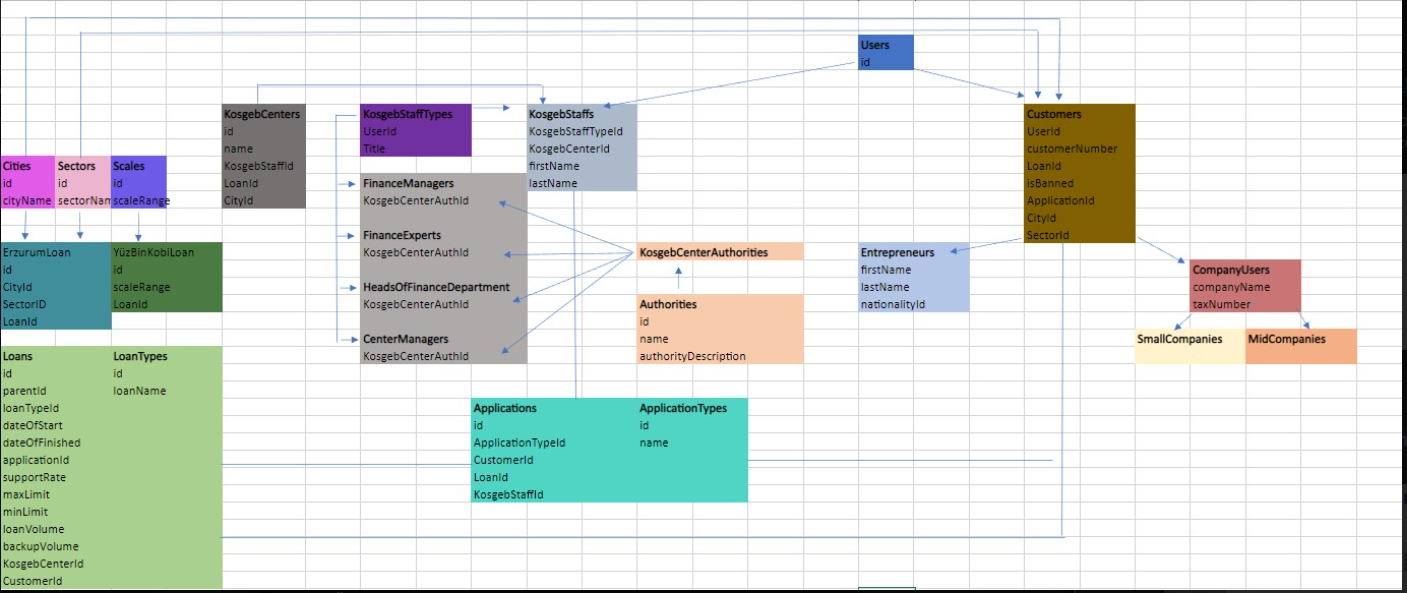 Users
id
KosgebCenters
id
name
KosgebStaffId
LoanId
CityId
KosgebStaffTypes
UserId
Title
KosgebStaffs
KosgebStaffTypeId
KosgebCenterId
firstName
lastName
Customers
UserId
customerNumber
LoanId
isBanned
ApplicationId
CityId
SectorId
Cities
id
cityName
Sectors
id
sectorNam
Scales
id
scaleRange
FinanceManagers
KosgebCenterAuthId
FinanceExperts
KosgebCenterAuthId
HeadsOfFinanceDepartment
KosgebCenterAuthId
CenterManagers
KosgebCenterAuthId
ErzurumLoan
id
CityId
SectorID
LoanId
YüzBinKobiLoan
id
scaleRange
LoanId
KosgebCenterAuthorities
Authorities
id
name
authorityDescription
Entrepreneurs
firstName
lastName
nationalityId
CompanyUsers
companyName
taxNumber
SmallCompanies
MidCompanies
Loans
id
parentId
loanTypeId
dateOfStart
dateOfFinished
applicationId
supportRate
maxLimit
minLimit
loanVolume
backupVolume
KosgebCenterId
CustomerId
LoanTypes
id
loanName
Applications
id
ApplicationTypeId
CustomerId
LoanId
KosgebStaffId
ApplicationTypes
id
name